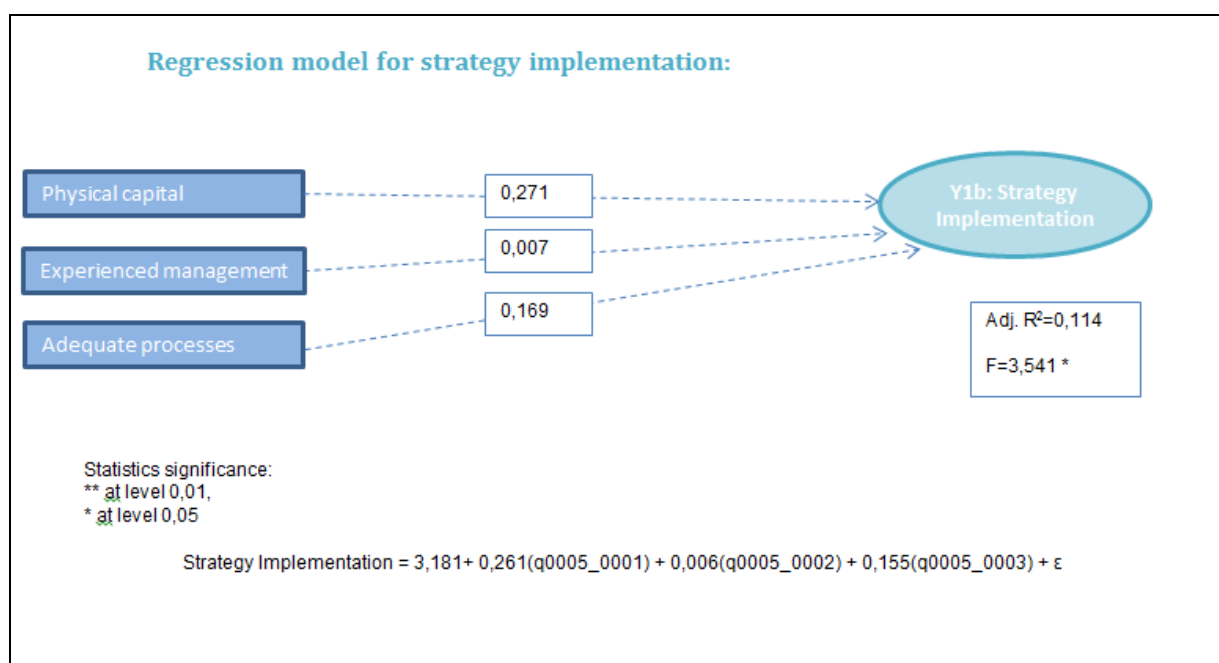 Regression model for strategy implementation:
Physical capital
0,271
Y1b: Strategy
Implementation
Experienced management
0,007
Adequate processes
0,169
Adj. R²=0,114
F=3,541 *
Statistics significance:
** at level 0,01,
* at level 0,05
Strategy Implementation = 3,181+ 0,261(q0005_0001) + 0,006(q0005_0002) + 0,155(q0005_0003) + ε